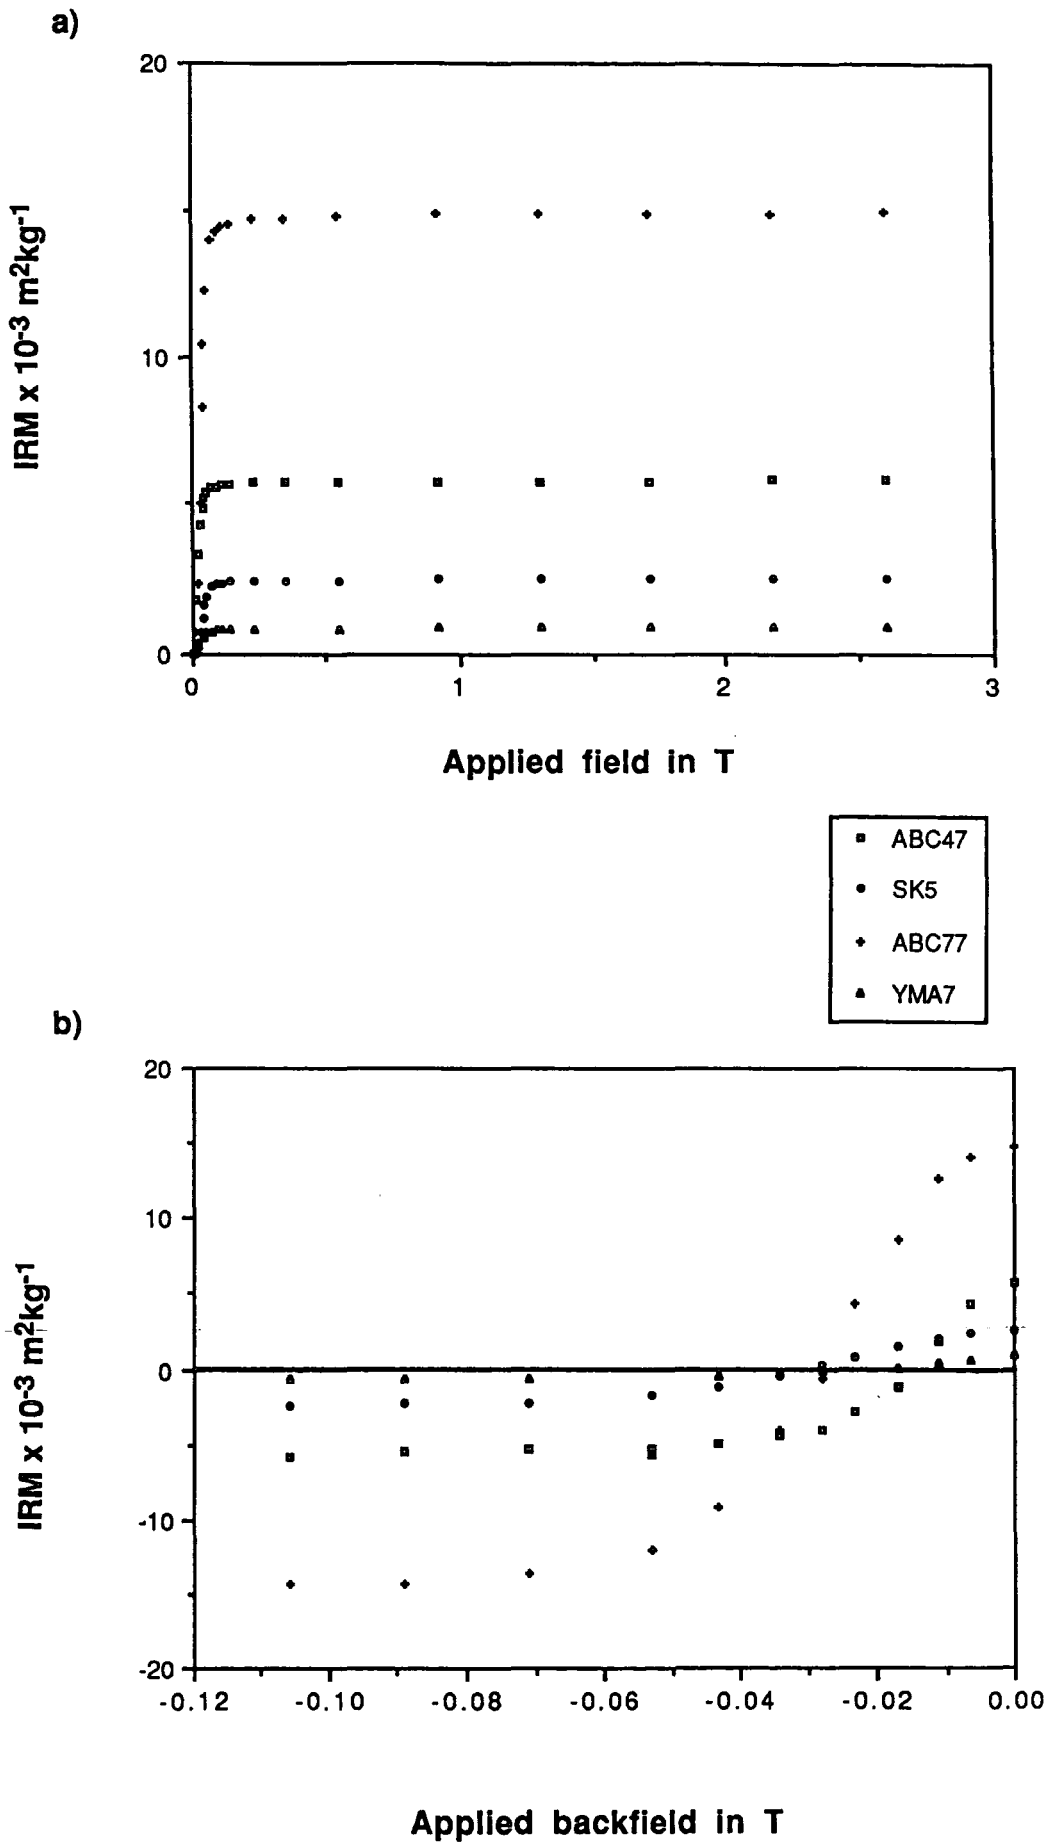 a)
20
10
0
0 1 2 3
IRM x 10-3 m2kg-1
Applied field in T
ABC47
SK5
ABC77
YMA7
b)
20
10
0
-10
-20
-0.12 -0.10 -0.08 -0.06 -0.04 -0.02 0.00
IRM x 10-3 m2kg-1
Applied backfield in T